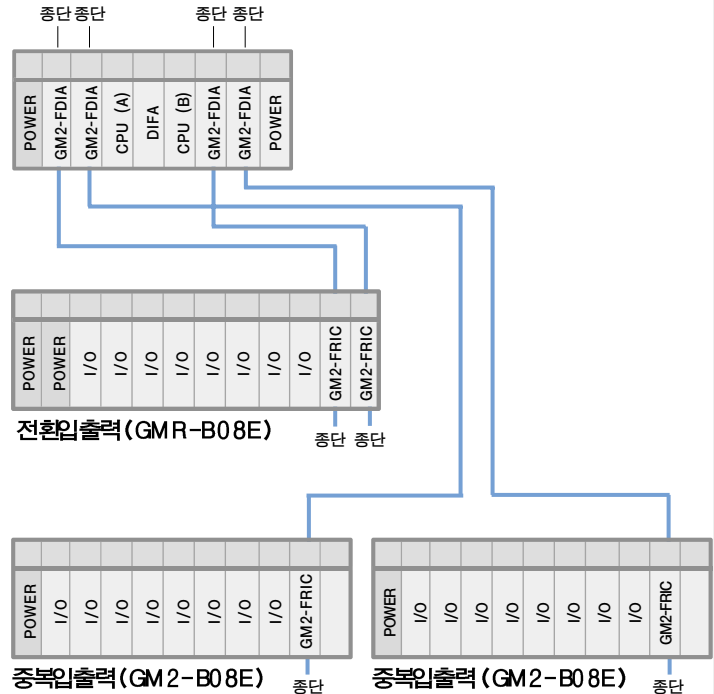 종단 종단 종단 종단
POWER GM2-FDIA GM2-FDIA CPU (A) DIFA CPU (B) GM2-FDIA GM2-FDIA POWER
POWER POWER I/O I/O I/O I/O I/O I/O I/O I/O GM2-FRIC GM2-FRIC
전환입출력(GMR-B08E)
종단 종단
POWER I/O I/O I/O I/O I/O I/O I/O I/O GM2-FRIC
POWER I/O I/O I/O I/O I/O I/O I/O I/O GM2-FRIC
중복입출력(GM2-B08E)
종단
중복입출력(GM2-B08E)
종단